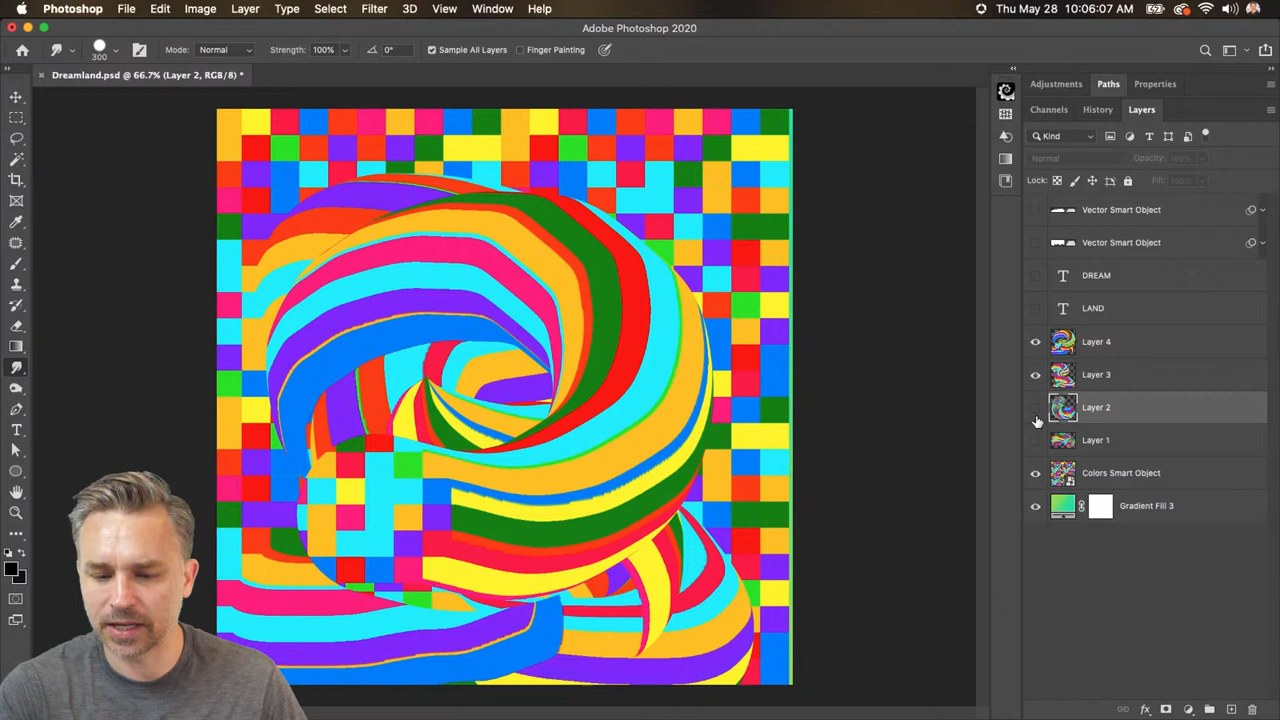 Photoshop File Edit Image Layer Type Select Filter 3D View Window Help Thu May 28 10:06:07 AM
Adobe Photoshop 2020
300 Mode: Normal Strength: 100% 0° Sample All Layers Finger Painting
Dreamland.psd @ 66.7% (Layer 2, RGB/8) *
Adjustments Paths Properties
Channels History Layers
Kind
Normal Opacity: 100%
Lock: Fill: 100%
Vector Smart Object
Vector Smart Object
T DREAM
T LAND
Layer 4
Layer 3
Layer 2
Layer 1
Colors Smart Object
Gradient Fill 3